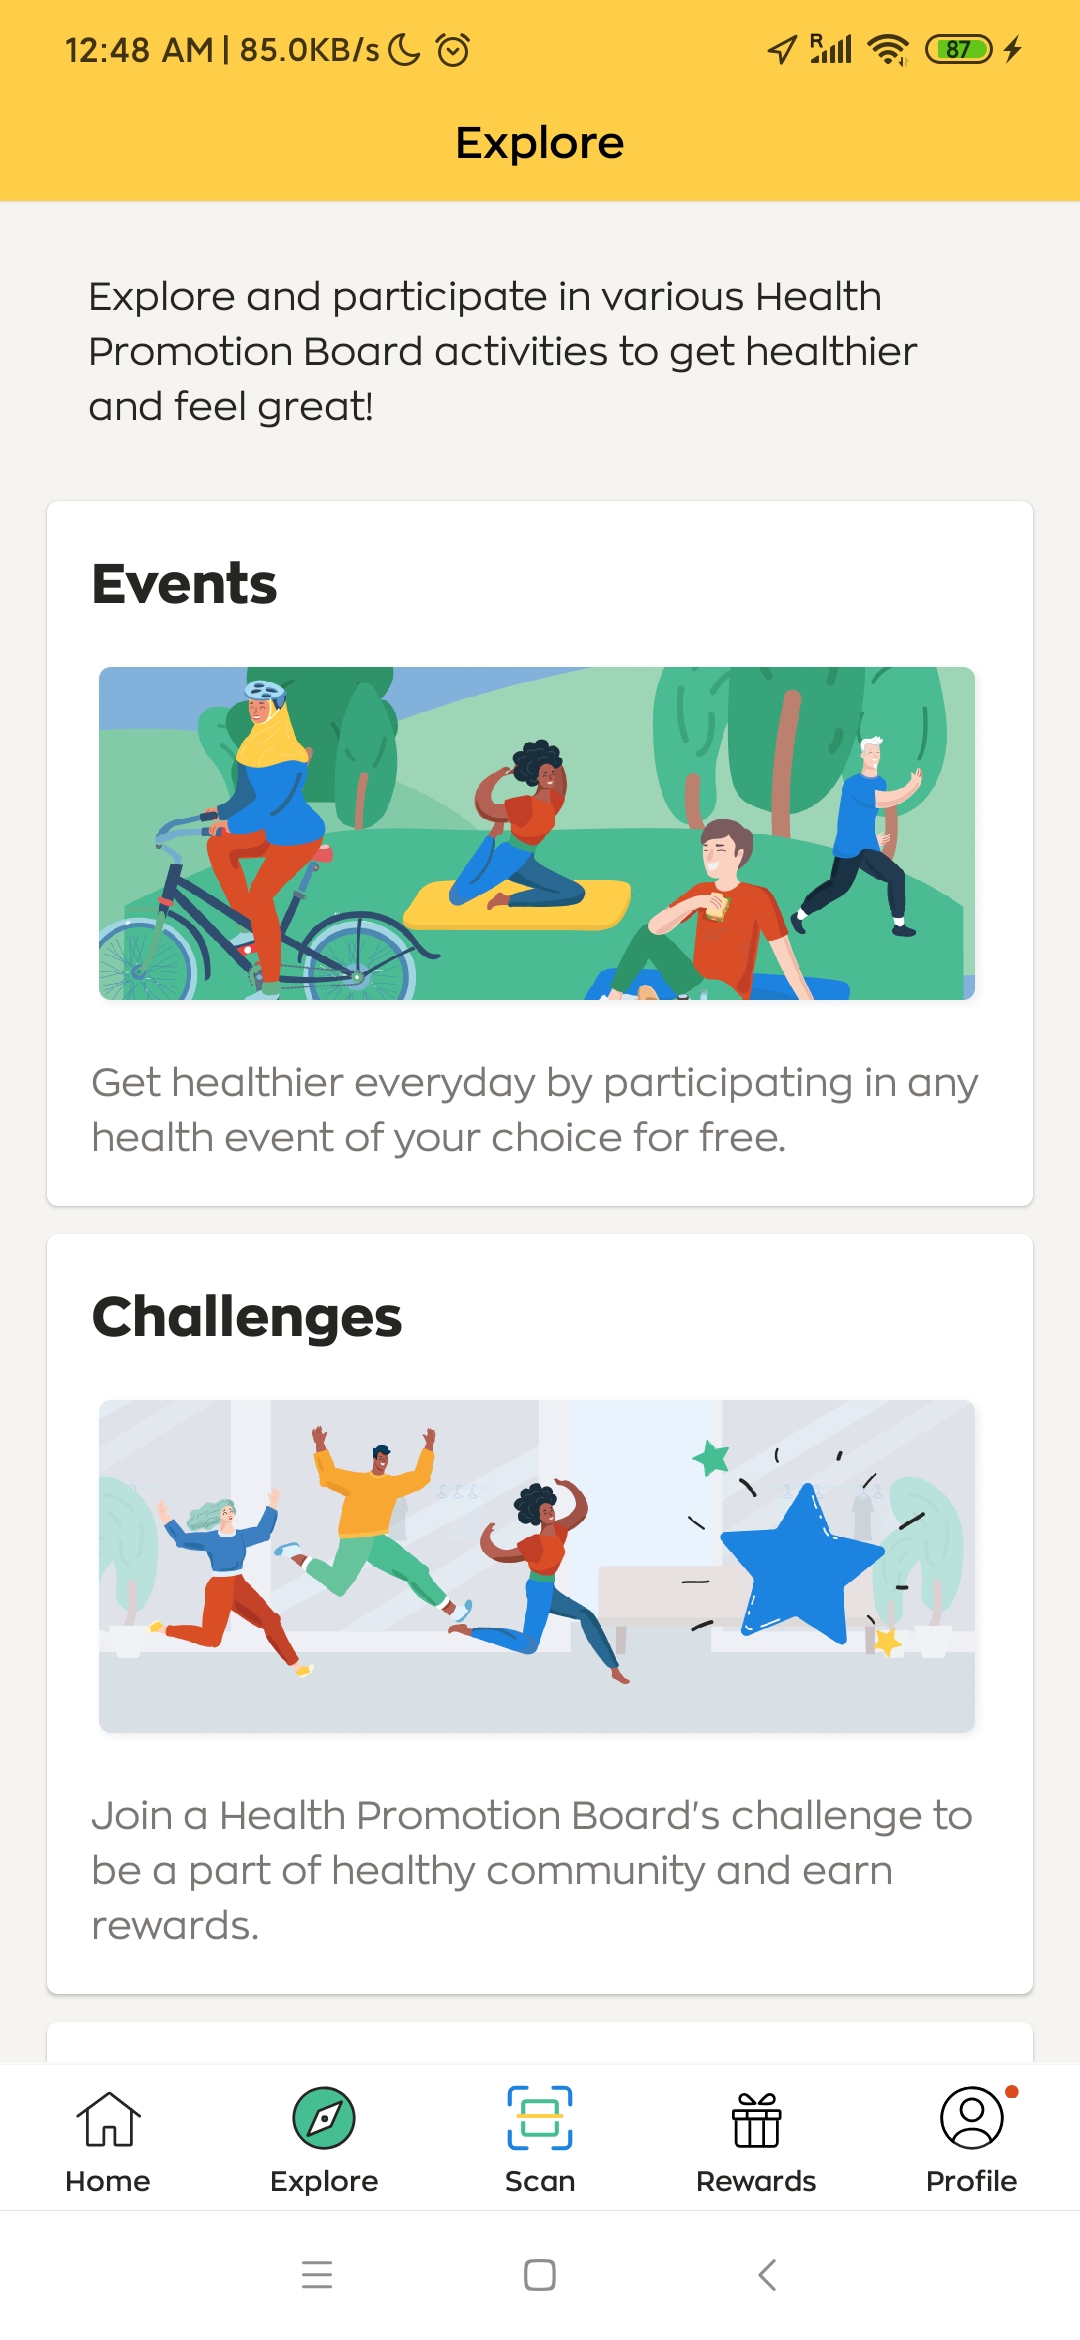 12:48 AM | 85.0KB/s
R
87
Explore
Explore and participate in various Health
Promotion Board activities to get healthier
and feel great!
Events
Get healthier everyday by participating in any
health event of your choice for free.
Challenges
Join a Health Promotion Board's challenge to
be a part of healthy community and earn
rewards.
Home
Explore
Scan
Rewards
Profile